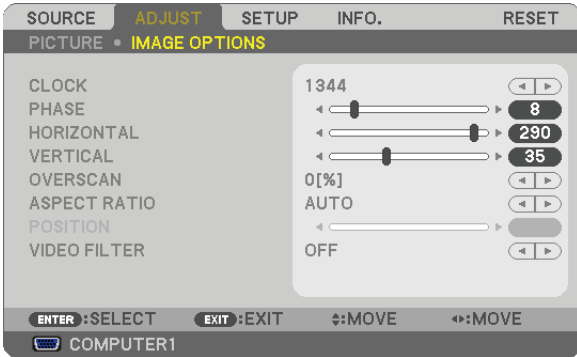 SOURCE ADJUST SETUP INFO. RESET
PICTURE • IMAGE OPTIONS
CLOCK 1344
PHASE 8
HORIZONTAL 290
VERTICAL 35
OVERSCAN 0[%]
ASPECT RATIO AUTO
POSITION
VIDEO FILTER OFF
ENTER :SELECT EXIT :EXIT :MOVE :MOVE
COMPUTER1